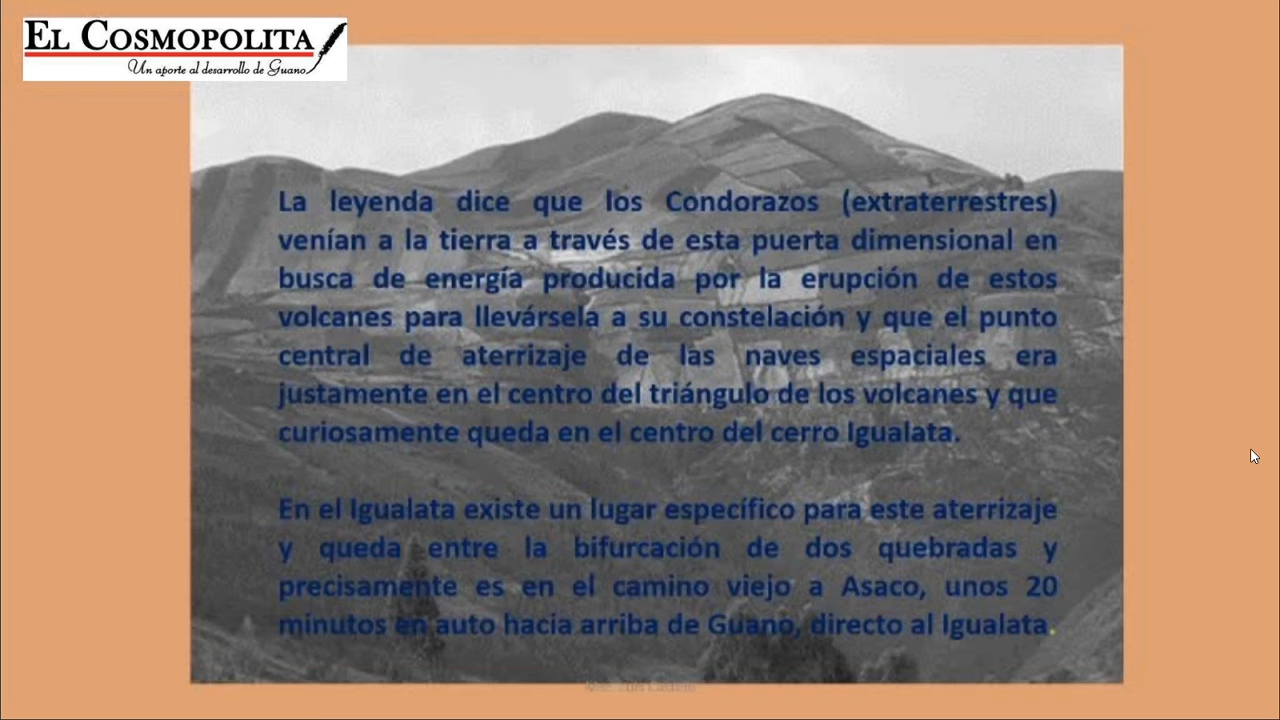 EL COSMOPOLITA
Un aporte al desarrollo de Guano
La leyenda dice que los Condorazos (extraterrestres)
venían a la tierra a través de esta puerta dimensional en
busca de energía producida por la erupción de estos
volcanes para llevársela a su constelación y que el punto
central de aterrizaje de las naves espaciales era
justamente en el centro del triángulo de los volcanes y que
curiosamente queda en el centro del cerro Igualata.
En el Igualata existe un lugar específico para este aterrizaje
y queda entre la bifurcación de dos quebradas y
precisamente es en el camino viejo a Asaco, unos 20
minutos en auto hacia arriba de Guano, directo al Igualata.